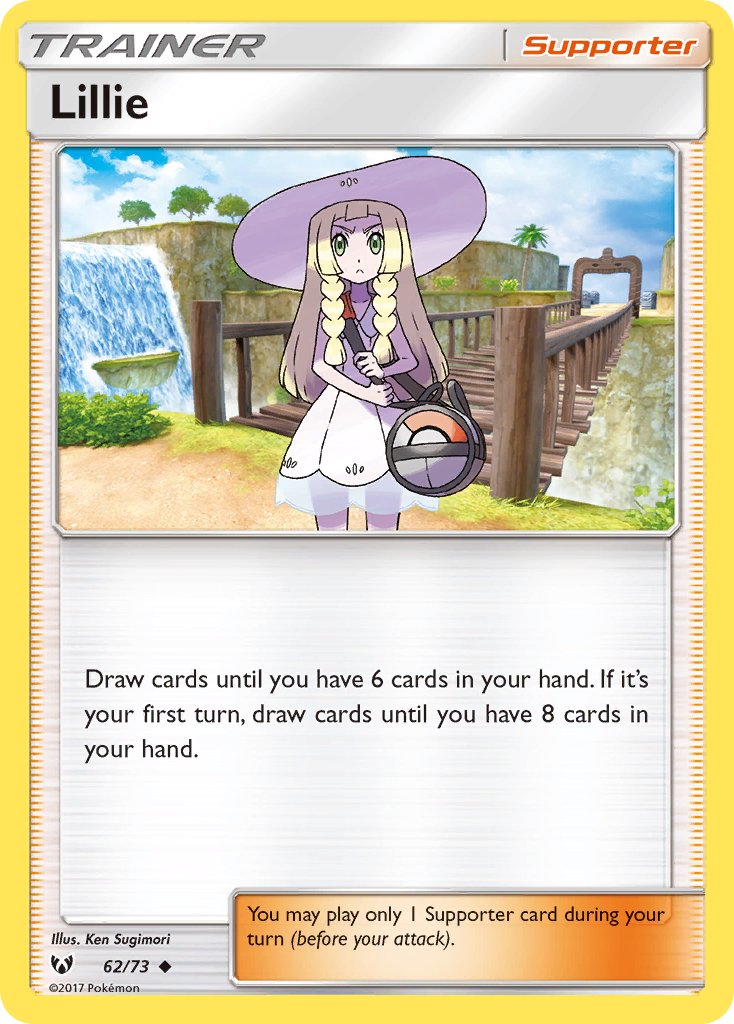 TRAINER
Supporter
Lillie
Draw cards until you have 6 cards in your hand. If it's
your first turn, draw cards until you have 8 cards in
your hand.
You may play only 1 Supporter card during your
turn (before your attack).
Illus. Ken Sugimori
62/73
©2017 Pokémon